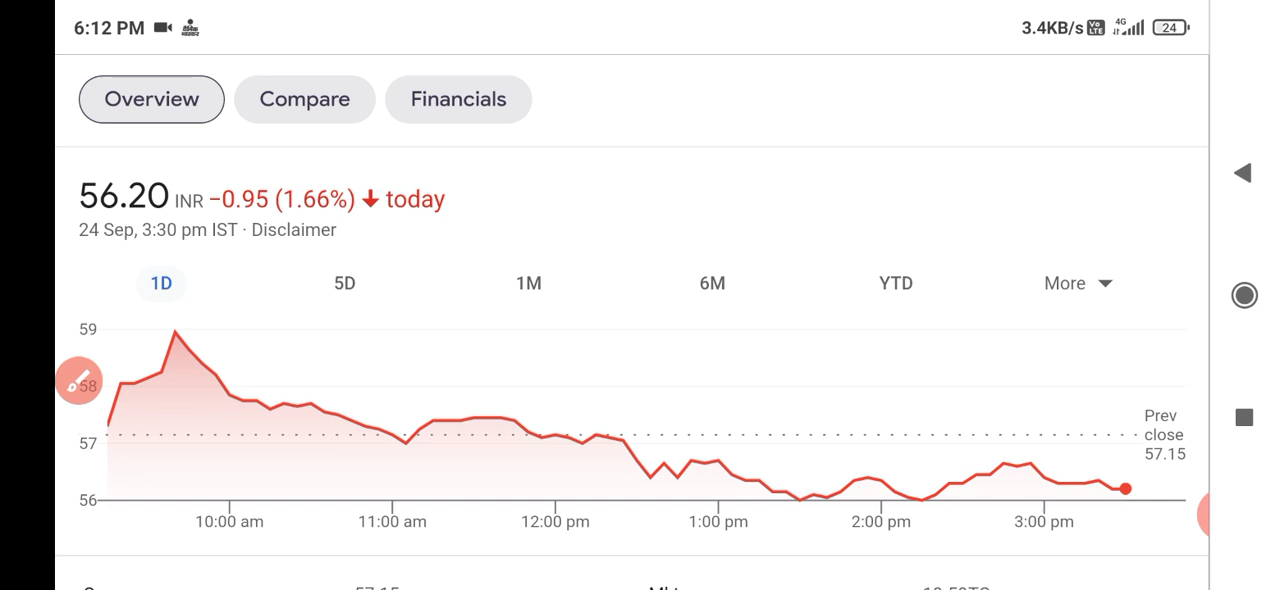 6:12 PM 3.4KB/s Vo LTE 4G 24
Overview Compare Financials
56.20 INR −0.95 (1.66%) today
24 Sep, 3:30 pm IST · Disclaimer
1D 5D 1M 6M YTD More
59
58
57
56
Prev
close
57.15
10:00 am 11:00 am 12:00 pm 1:00 pm 2:00 pm 3:00 pm